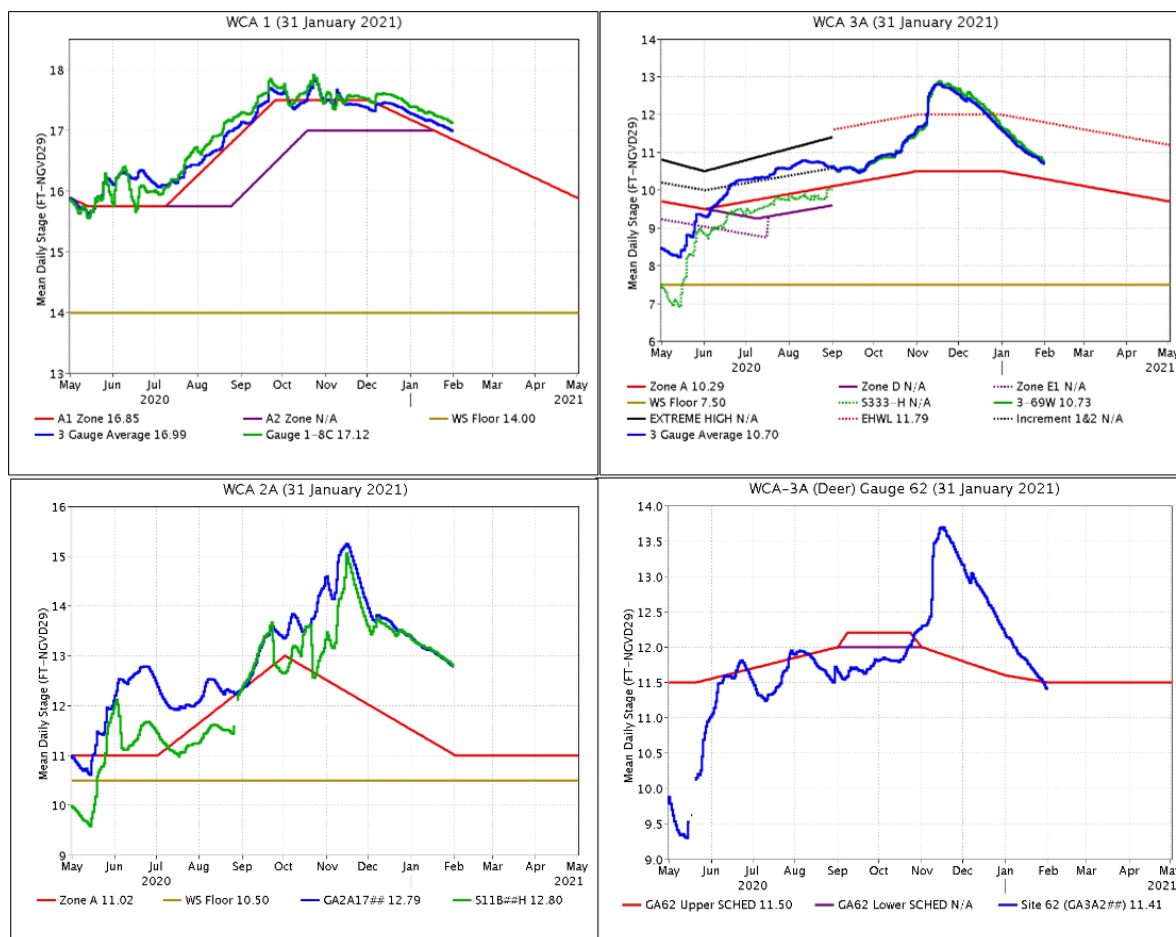 WCA 1 (31 January 2021)
Mean Daily Stage (FT-NGVD29)
18
17
16
15
14
13
May Jun Jul Aug Sep Oct Nov Dec Jan Feb Mar Apr May
2020 | 2021
A1 Zone 16.85 A2 Zone N/A WS Floor 14.00
3 Gauge Average 16.99 Gauge 1-8C 17.12
WCA 3A (31 January 2021)
Mean Daily Stage (FT-NGVD29)
14
13
12
11
10
9
8
7
6
May Jun Jul Aug Sep Oct Nov Dec Jan Feb Mar Apr May
2020 | 2021
Zone A 10.29 Zone D N/A Zone E1 N/A
WS Floor 7.50 S333-H N/A 3-69W 10.73
EXTREME HIGH N/A EHWL 11.79 Increment 1&2 N/A
3 Gauge Average 10.70
WCA 2A (31 January 2021)
Mean Daily Stage (FT-NGVD29)
16
15
14
13
12
11
10
9
May Jun Jul Aug Sep Oct Nov Dec Jan Feb Mar Apr May
2020 | 2021
Zone A 11.02 WS Floor 10.50 GA2A17## 12.79 S11B##H 12.80
WCA-3A (Deer) Gauge 62 (31 January 2021)
Mean Daily Stage (FT-NGVD29)
14.0
13.5
13.0
12.5
12.0
11.5
11.0
10.5
10.0
9.5
9.0
May Jun Jul Aug Sep Oct Nov Dec Jan Feb Mar Apr May
2020 | 2021
GA62 Upper SCHED 11.50 GA62 Lower SCHED N/A Site 62 (GA3A2##) 11.41